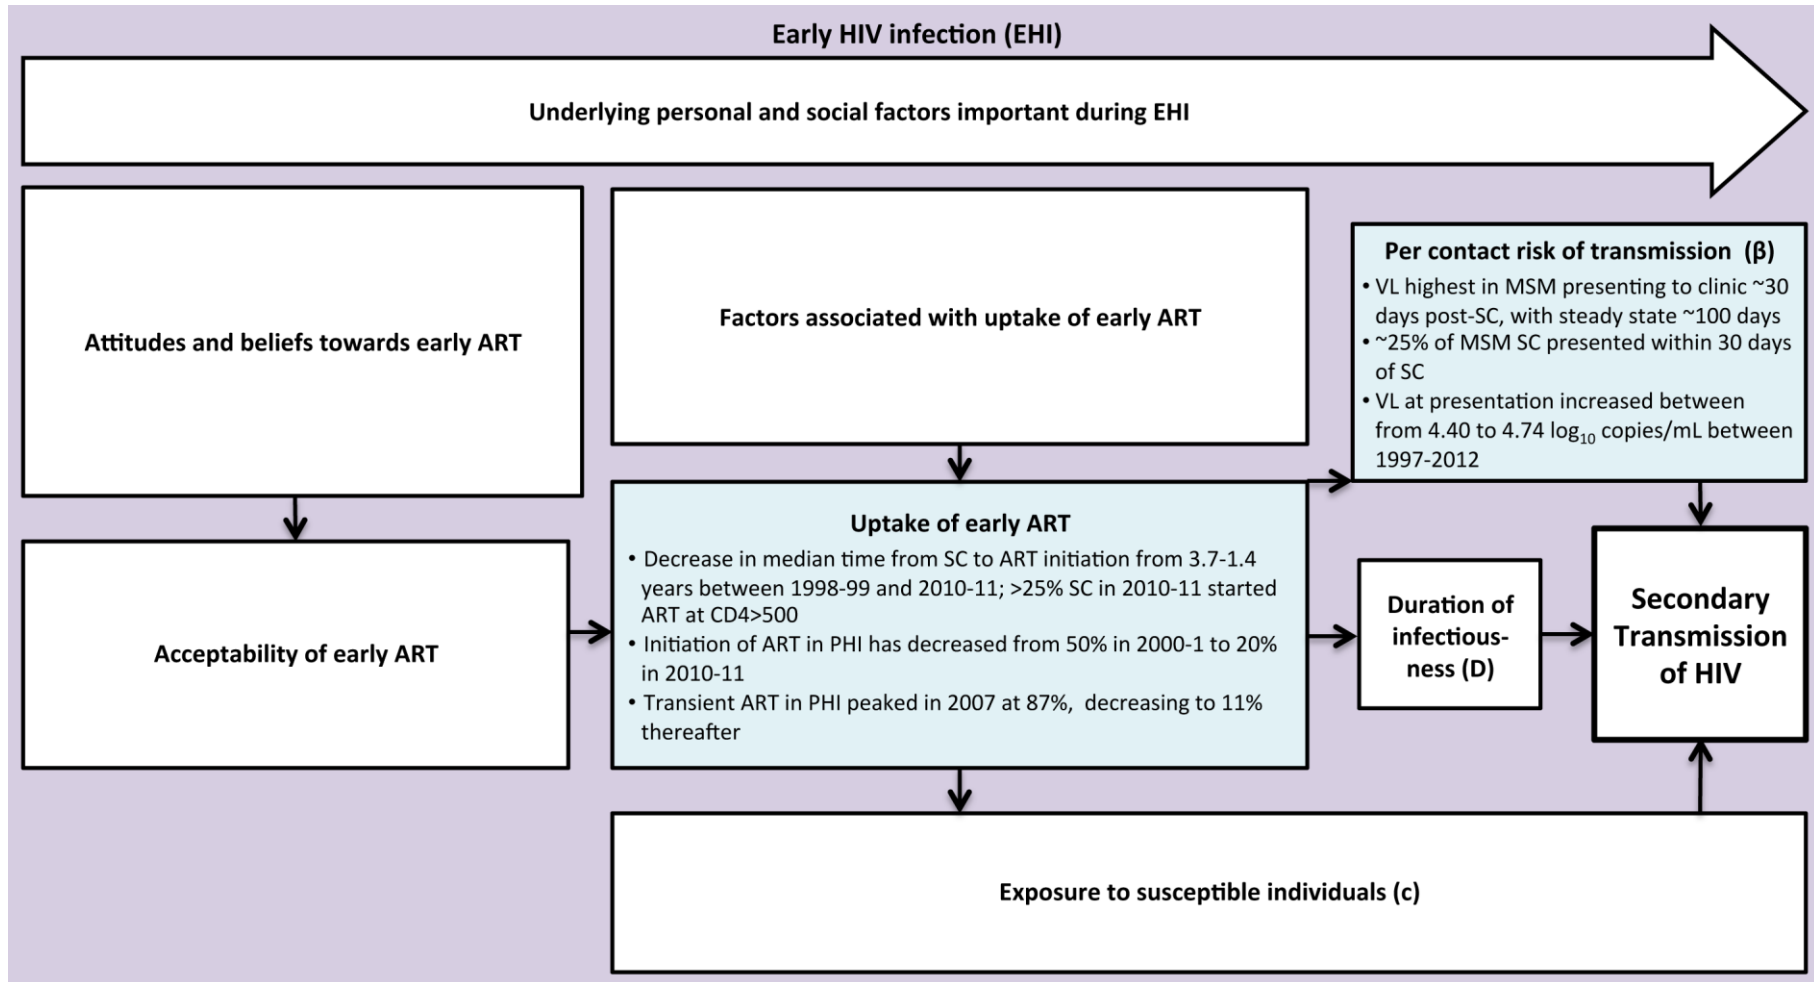 Early HIV infection (EHI)
Underlying personal and social factors important during EHI
Attitudes and beliefs towards early ART
Factors associated with uptake of early ART
Per contact risk of transmission (β)
• VL highest in MSM presenting to clinic ~30
days post-SC, with steady state ~100 days
• ~25% of MSM SC presented within 30 days
of SC
• VL at presentation increased between
from 4.40 to 4.74 log₁₀ copies/mL between
1997-2012
Acceptability of early ART
Uptake of early ART
• Decrease in median time from SC to ART initiation from 3.7-1.4
years between 1998-99 and 2010-11; >25% SC in 2010-11 started
ART at CD4>500
• Initiation of ART in PHI has decreased from 50% in 2000-1 to 20%
in 2010-11
• Transient ART in PHI peaked in 2007 at 87%, decreasing to 11%
thereafter
Duration of
infectious-
ness (D)
Secondary
Transmission
of HIV
Exposure to susceptible individuals (c)